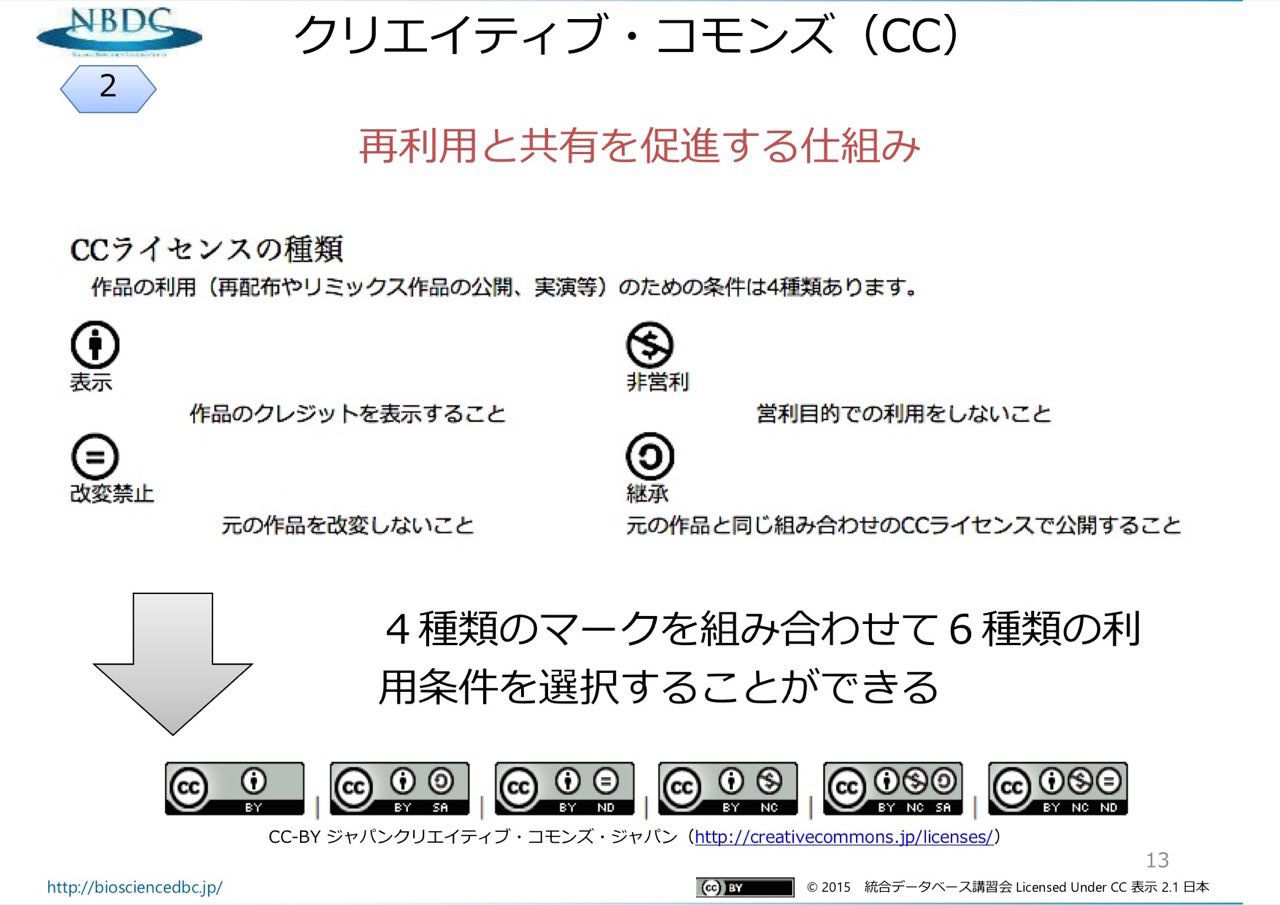 NBDC
クリエイティブ・コモンズ（CC）
2
再利用と共有を促進する仕組み
CCライセンスの種類
作品の利用（再配布やリミックス作品の公開、実演等）のための条件は4種類あります。
表示
作品のクレジットを表示すること
非営利
営利目的での利用をしないこと
改変禁止
元の作品を改変しないこと
継承
元の作品と同じ組み合わせのCCライセンスで公開すること
４種類のマークを組み合わせて６種類の利
用条件を選択することができる
cc BY | cc BY SA | cc BY ND | cc BY NC | cc BY NC SA | cc BY NC ND
CC-BY ジャパンクリエイティブ・コモンズ・ジャパン（http://creativecommons.jp/licenses/）
13
http://biosciencedbc.jp/
cc BY © 2015 統合データベース講習会 Licensed Under CC 表示 2.1 日本